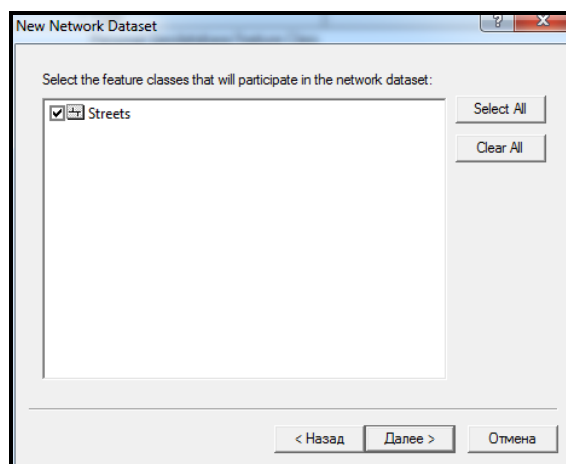 New Network Dataset
Select the feature classes that will participate in the network dataset:
Streets
Select All
Clear All
< Назад
Далее >
Отмена